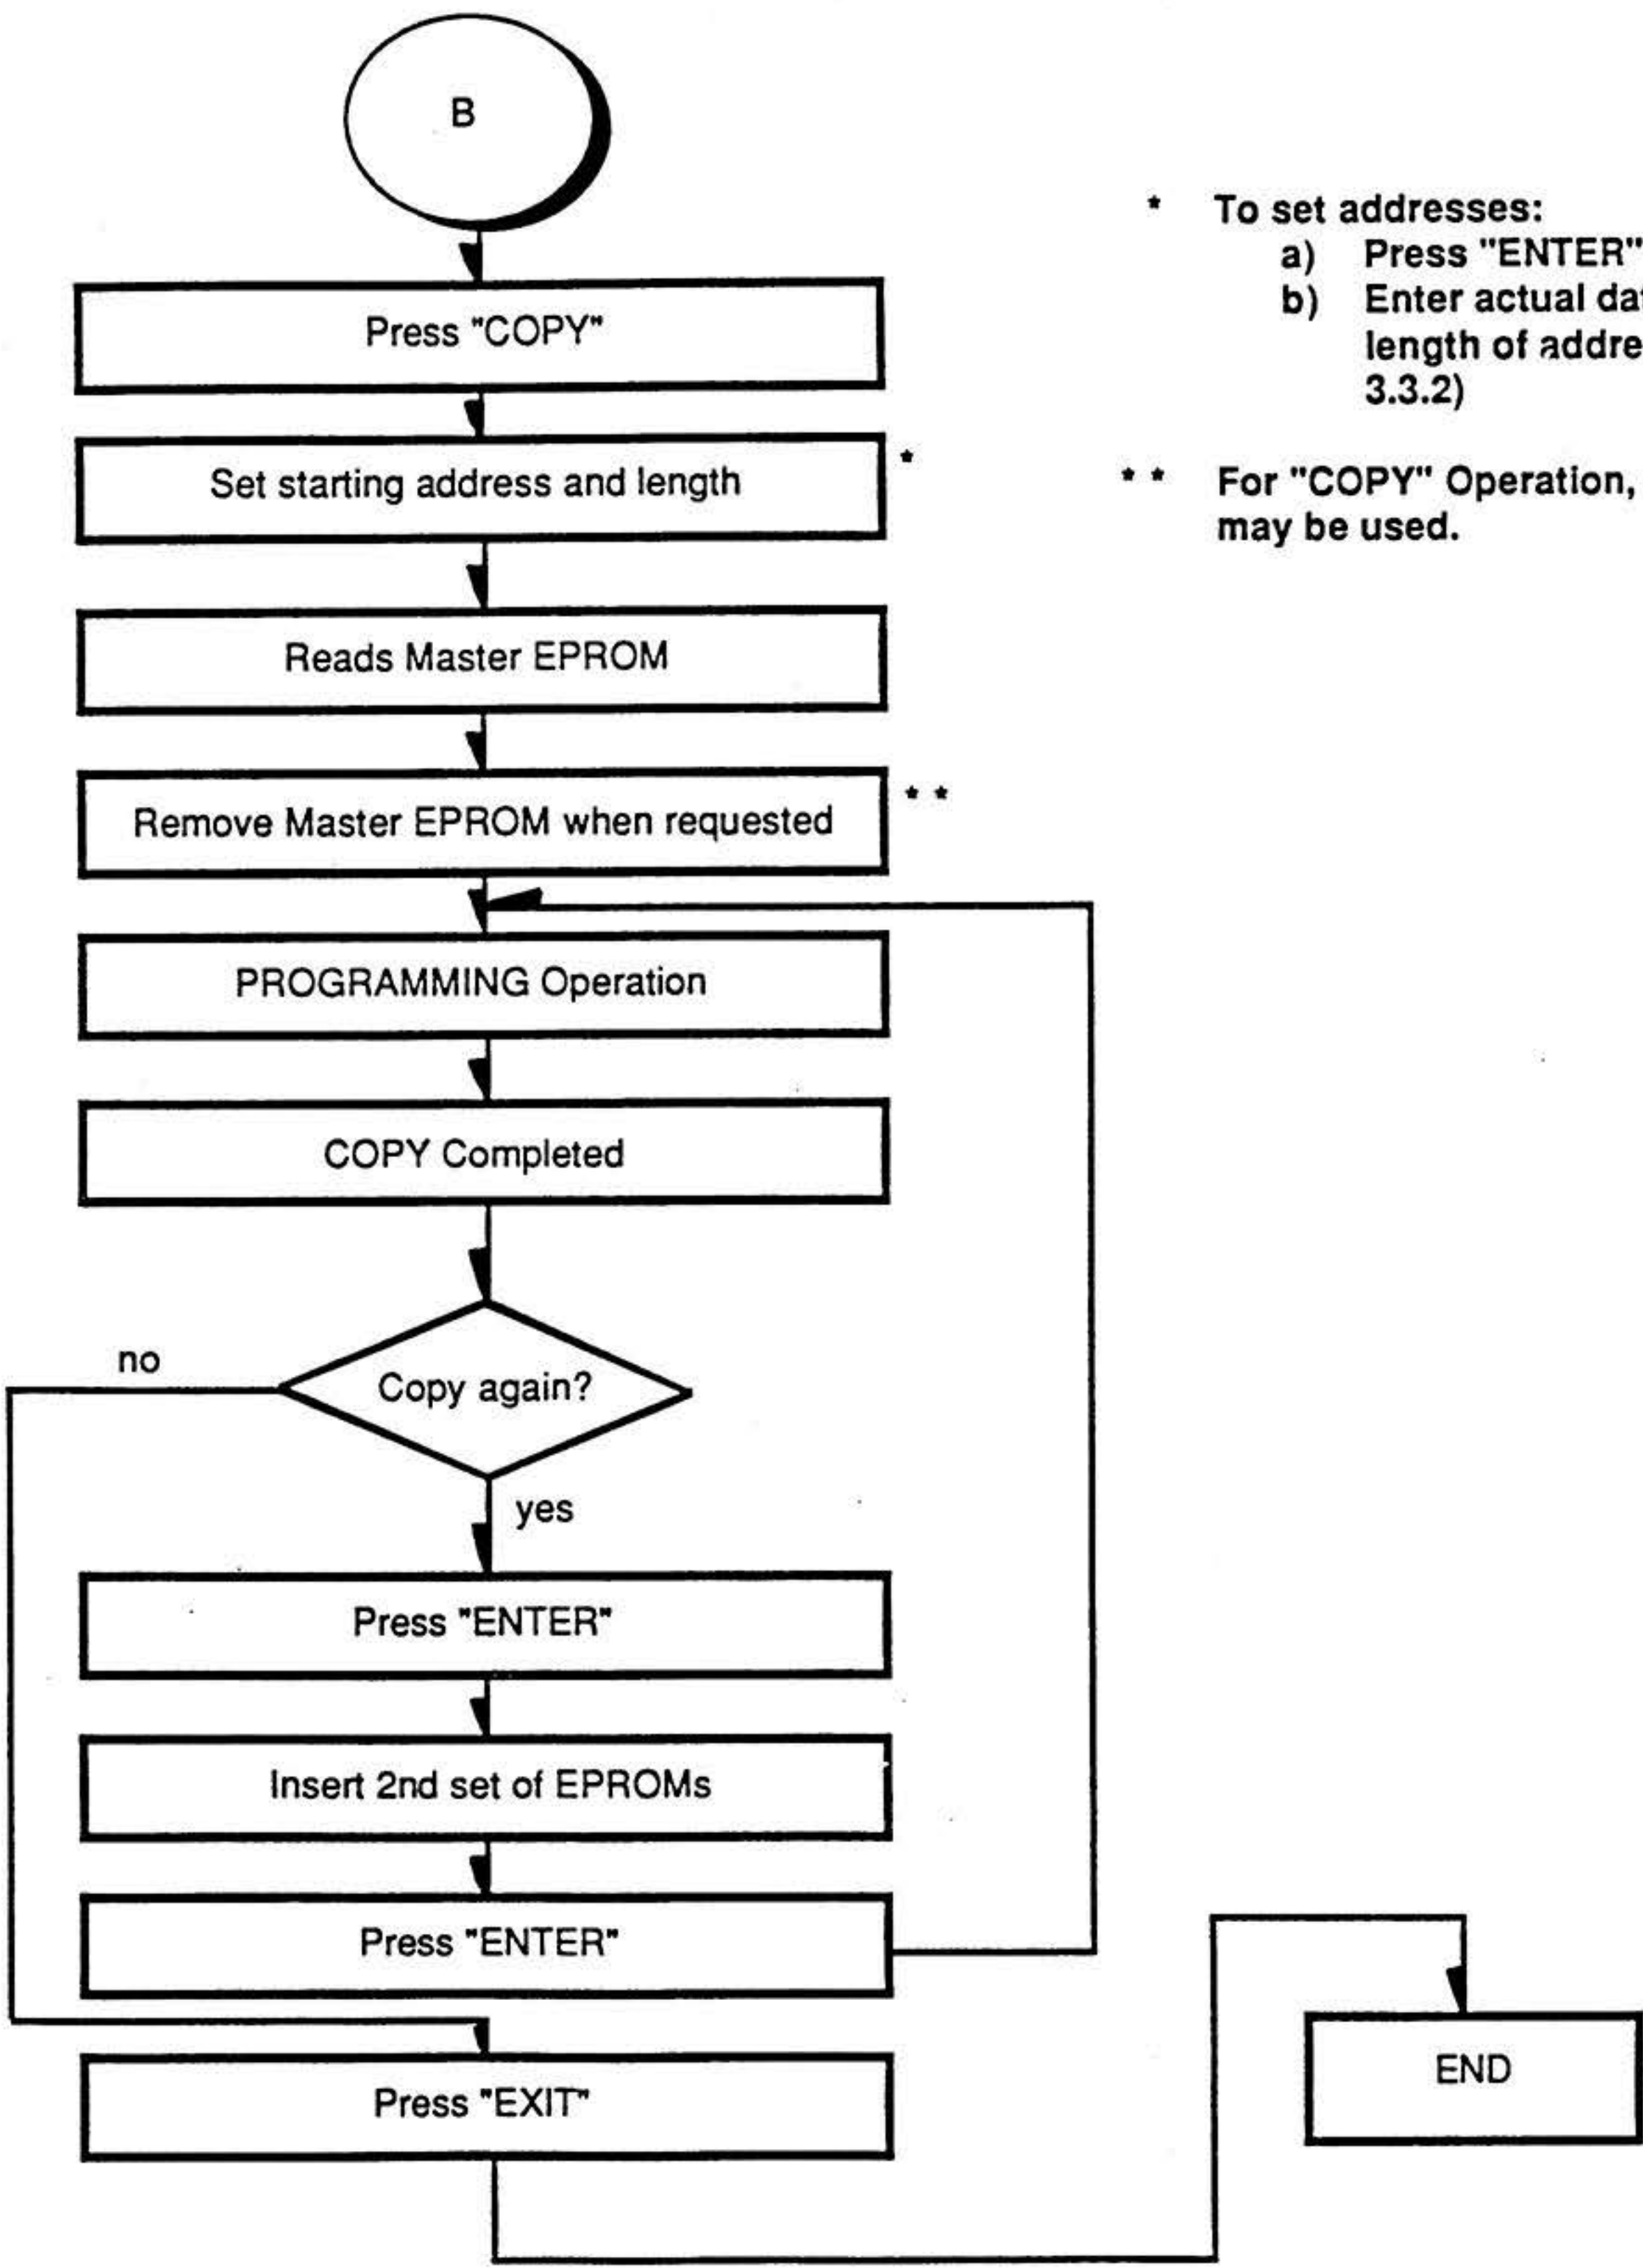 B
Press "COPY"
Set starting address and length *
Reads Master EPROM
Remove Master EPROM when requested **
PROGRAMMING Operation
COPY Completed
Copy again?
no
yes
Press "ENTER"
Insert 2nd set of EPROMs
Press "ENTER"
Press "EXIT"
END
* To set addresses:
a) Press "ENTER"
b) Enter actual
length of
3.3.2)
** For "COPY" Operation,
may be used.